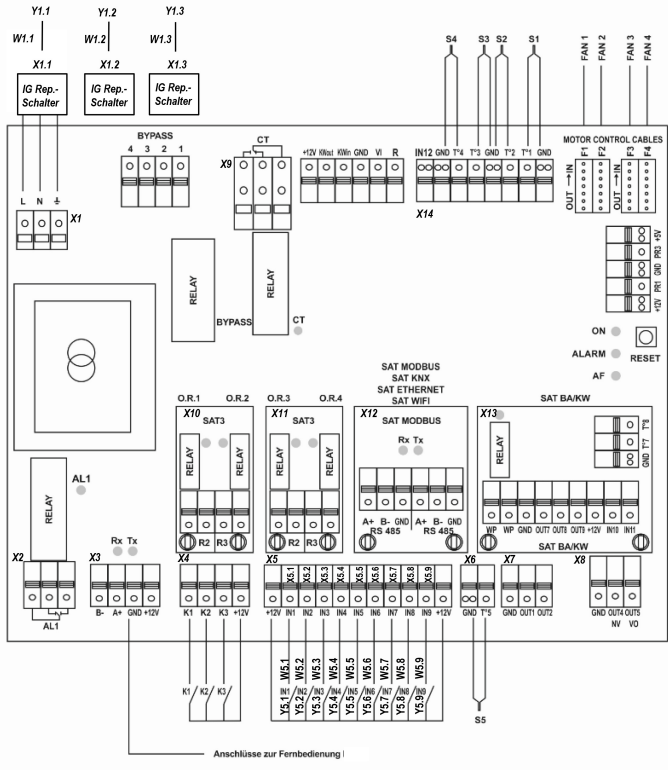 Y1.1 Y1.2 Y1.3
W1.1 W1.2 W1.3
X1.1 X1.2 X1.3
IG Rep.-
Schalter
IG Rep.-
Schalter
IG Rep.-
Schalter
S4 S3 S2 S1
FAN 1
FAN 2
FAN 3
FAN 4
BYPASS
4 3 2 1
CT
X9
+12V KWout KWin GND VI R
IN12 GND T°4 T°3 GND T°2 T°1 GND
X14
MOTOR CONTROL CABLES
F1
F2
F3
F4
OUT → IN
OUT → IN
L N
X1
RELAY
BYPASS
RELAY
CT
+5V
PR3
GND
PR1
+12V
ON
ALARM
AF
RESET
SAT MODBUS
SAT KNX
SAT ETHERNET
SAT WIFI
O.R.1 O.R.2 O.R.3 O.R.4
SAT BA/KW
X10
SAT3
RELAY
RELAY
R2 R3
X11
SAT3
RELAY
RELAY
R2 R3
X12
SAT MODBUS
Rx Tx
A+ B- GND A+ B- GND
RS 485 RS 485
X13
RELAY
T°8
T°7
GND
WP WP GND OUT7 OUT8 OUT9 +12V IN10 IN11
SAT BA/KW
AL1
RELAY
X2
AL1
Rx Tx
X3
B- A+ GND +12V
X4
K1 K2 K3 +12V
X5
X5.1
X5.2
X5.3
X5.4
X5.5
X5.6
X5.7
X5.8
X5.9
+12V IN1 IN2 IN3 IN4 IN5 IN6 IN7 IN8 IN9 +12V
X6
GND T°5
X7
GND OUT1 OUT2
X8
GND OUT4 OUT5
NV VO
W5.1
W5.2
W5.3
W5.4
W5.5
W5.6
W5.7
W5.8
W5.9
K1 K2 K3
IN1 IN2 IN3 IN4 IN5 IN6 IN7 IN8 IN9
Y5.1
Y5.2
Y5.3
Y5.4
Y5.5
Y5.6
Y5.7
Y5.8
Y5.9
S5
Anschlüsse zur Fernbedienung